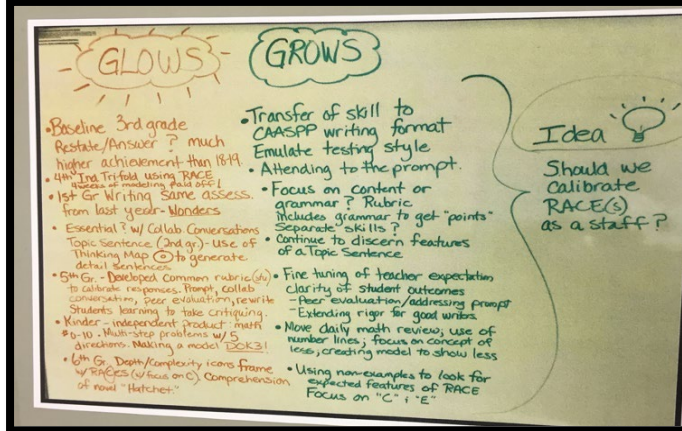 GLOWS
• Baseline 3rd grade
Restate/Answer ? much
higher achievement than 18-19.
• 4th Ind Trifold using RACE
4 weeks of modeling paid off!
• 1st Gr Writing Same assess.
from last year - Wonders
• Essential ? w/ Collab Conversations
Topic Sentence (2nd gr.) - Use of
Thinking Map to generate
detail sentences
• 5th Gr. - Developed common rubric
to calibrate responses. Prompt, collab
conversation, peer evaluation, rewrite
Students learning to take critiquing.
• Kinder - independent product - math
#0-10. Multi-step problems w/ 5
directions. Making a model DOK3!
• 6th Gr. Depth/Complexity icons frame
w/ RACES (w/ focus on C) Comprehension
of novel "Hatchet."
GROWS
• Transfer of skill to
CAASPP writing format
Emulate testing style
• Attending to the prompt.
• Focus on content or
grammar? Rubric
includes grammar to get "points"
Separate skills?
• Continue to discern features
of a Topic Sentence
• Fine tuning of teacher expectation
clarity of student outcomes
- Peer evaluation/addressing prompt
- Extending rigor for good writers
• Move daily math review; use of
number lines; focus on concept of
less, creating model to show less
• Using non-examples to look for
expected features of RACE
Focus on "C" & "E"
Idea
Should we
calibrate
RACE(s)
as a staff?